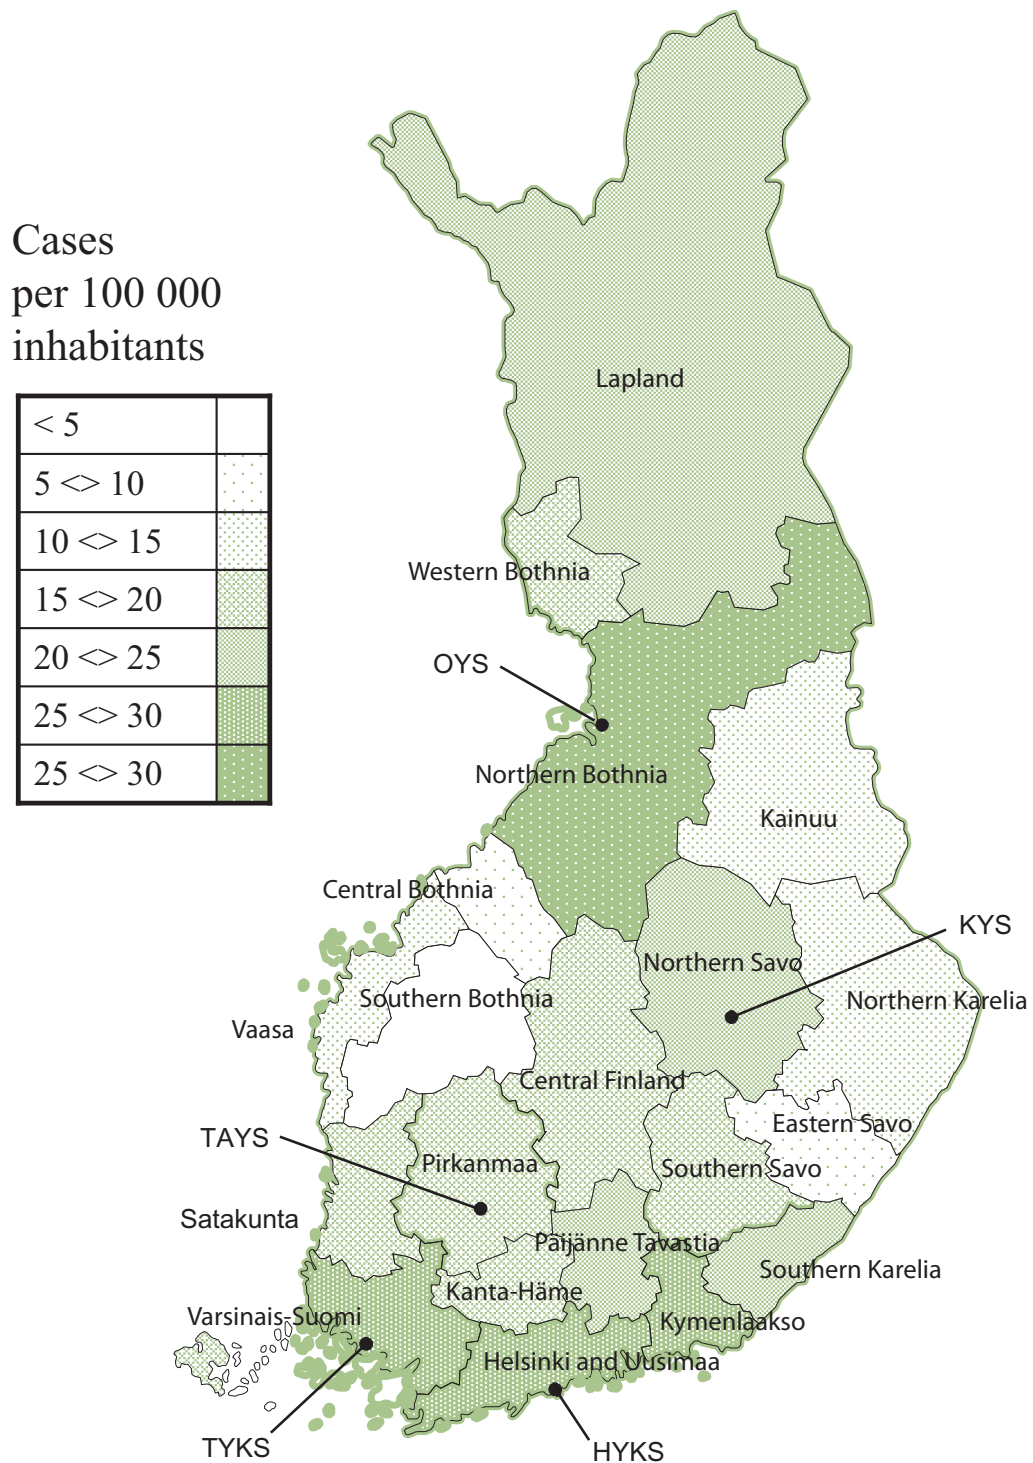 Cases
per 100 000
inhabitants
< 5
5 <> 10
10 <> 15
15 <> 20
20 <> 25
25 <> 30
25 <> 30
Lapland
Western Bothnia
OYS
Northern Bothnia
Kainuu
Central Bothnia
KYS
Northern Savo
Southern Bothnia
Northern Karelia
Vaasa
Central Finland
Eastern Savo
TAYS
Pirkanmaa
Southern Savo
Satakunta
Päijänne Tavastia
Southern Karelia
Kanta-Häme
Varsinais-Suomi
Kymenlaakso
Helsinki and Uusimaa
TYKS
HYKS